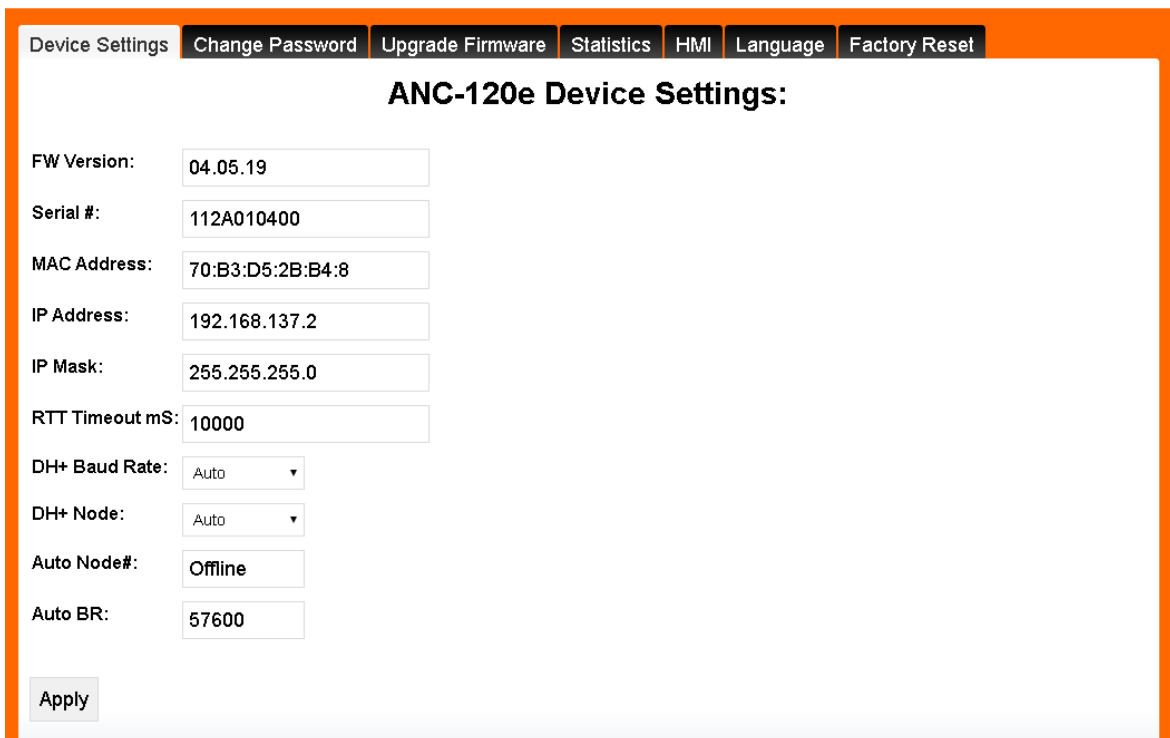 Device Settings Change Password Upgrade Firmware Statistics HMI Language Factory Reset
ANC-120e Device Settings:
FW Version: 04.05.19
Serial #: 112A010400
MAC Address: 70:B3:D5:2B:B4:8
IP Address: 192.168.137.2
IP Mask: 255.255.255.0
RTT Timeout mS: 10000
DH+ Baud Rate: Auto
DH+ Node: Auto
Auto Node#: Offline
Auto BR: 57600
Apply